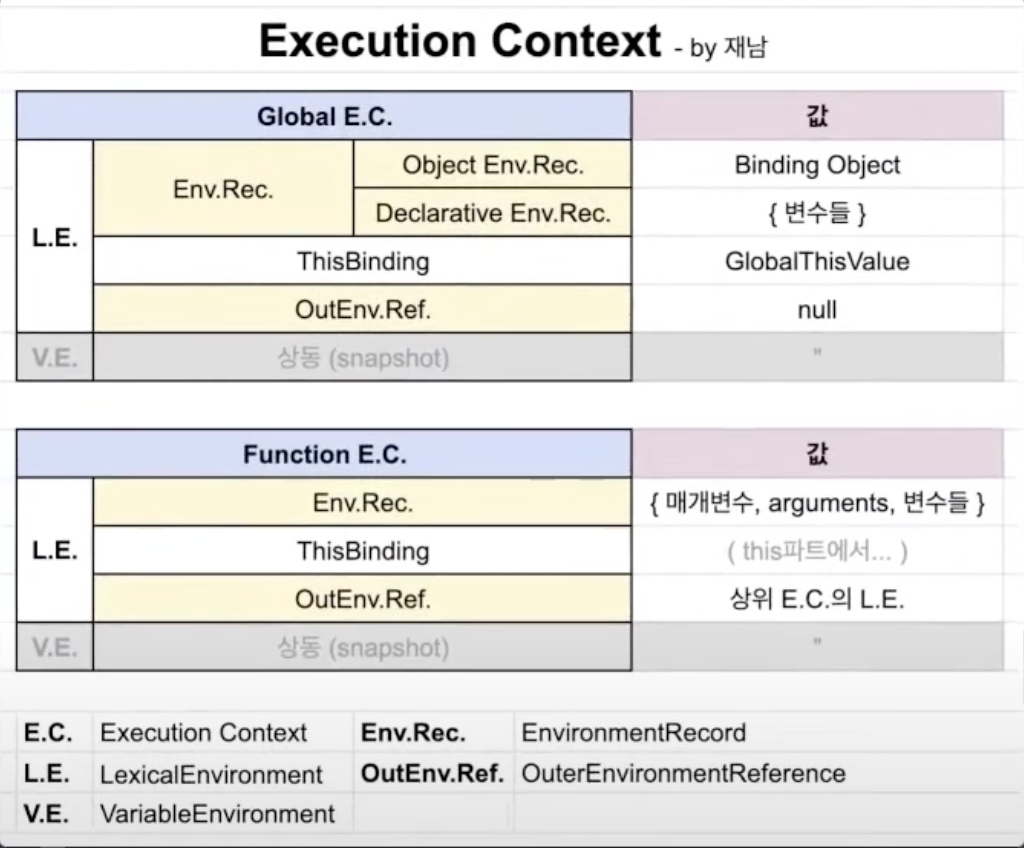 Execution Context - by 재남
Global E.C. 값
L.E. Env.Rec. Object Env.Rec. Binding Object
Declarative Env.Rec. { 변수들 }
ThisBinding GlobalThisValue
OutEnv.Ref. null
V.E. 상동 (snapshot) "
Function E.C. 값
L.E. Env.Rec. { 매개변수, arguments, 변수들 }
ThisBinding ( this파트에서... )
OutEnv.Ref. 상위 E.C.의 L.E.
V.E. 상동 (snapshot) "
E.C. Execution Context Env.Rec. EnvironmentRecord
L.E. LexicalEnvironment OutEnv.Ref. OuterEnvironmentReference
V.E. VariableEnvironment